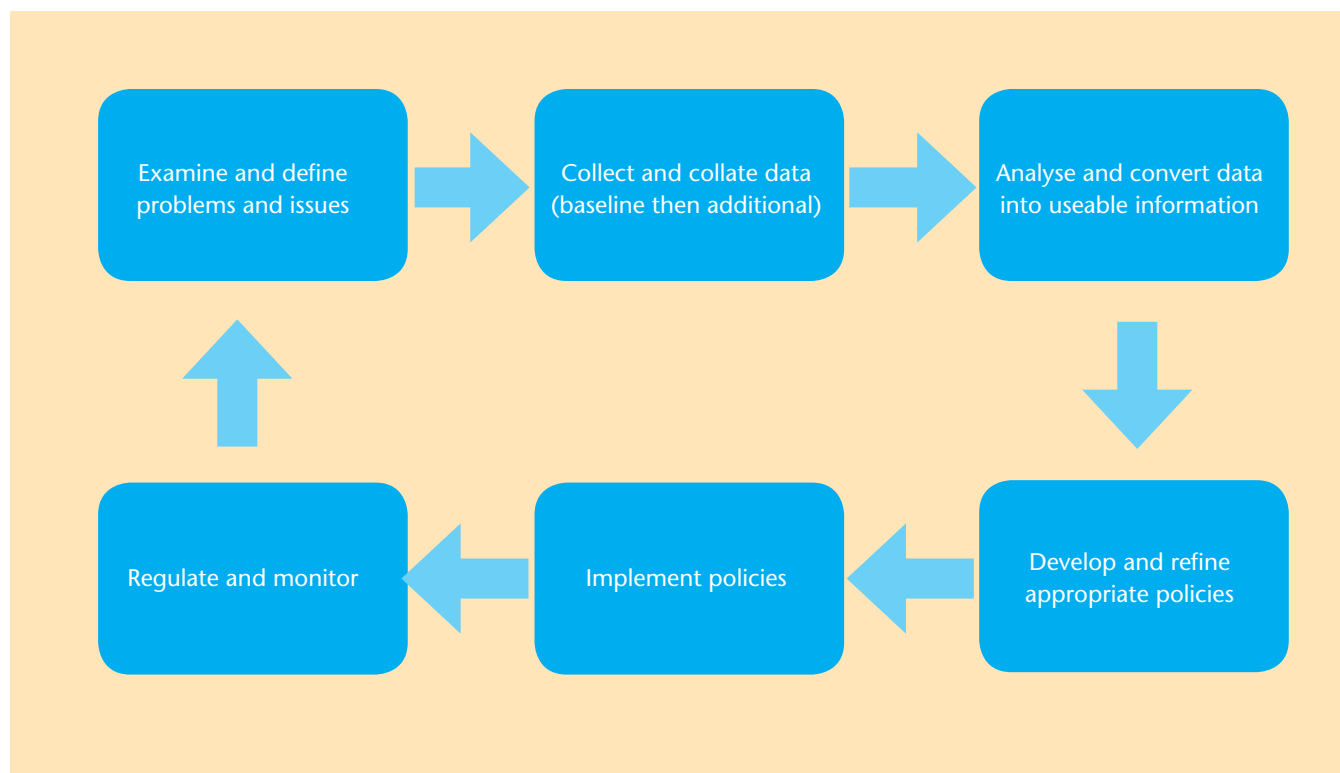 Examine and define
problems and issues
Collect and collate data
(baseline then additional)
Analyse and convert data
into useable information
Develop and refine
appropriate policies
Implement policies
Regulate and monitor